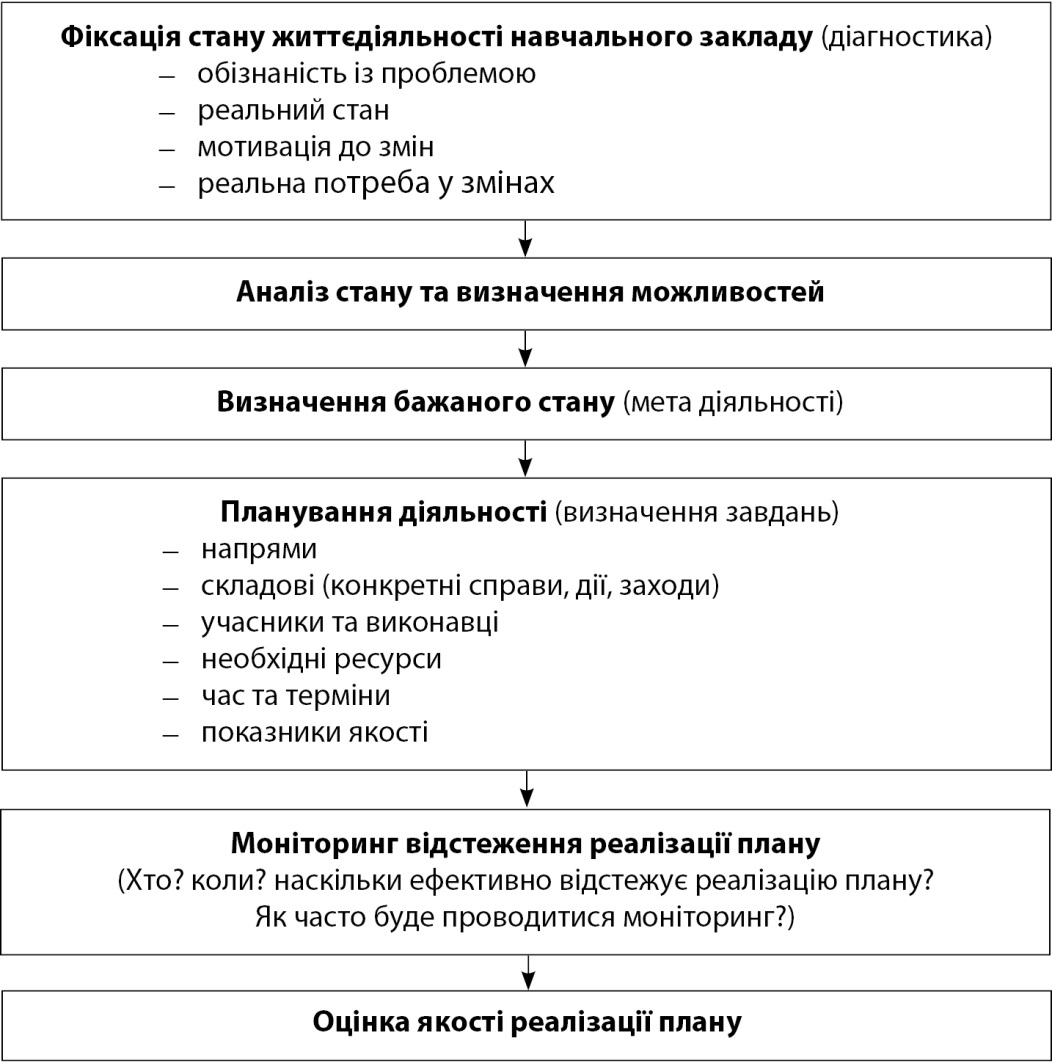 Фіксація стану життєдіяльності навчального закладу (діагностика)
– обізнаність із проблемою
– реальний стан
– мотивація до змін
– реальна потреба у змінах
Аналіз стану та визначення можливостей
Визначення бажаного стану (мета діяльності)
Планування діяльності (визначення завдань)
– напрями
– складові (конкретні справи, дії, заходи)
– учасники та виконавці
– необхідні ресурси
– час та терміни
– показники якості
Моніторинг відстеження реалізації плану
(Хто? коли? наскільки ефективно відстежує реалізацію плану?
Як часто буде проводитися моніторинг?)
Оцінка якості реалізації плану